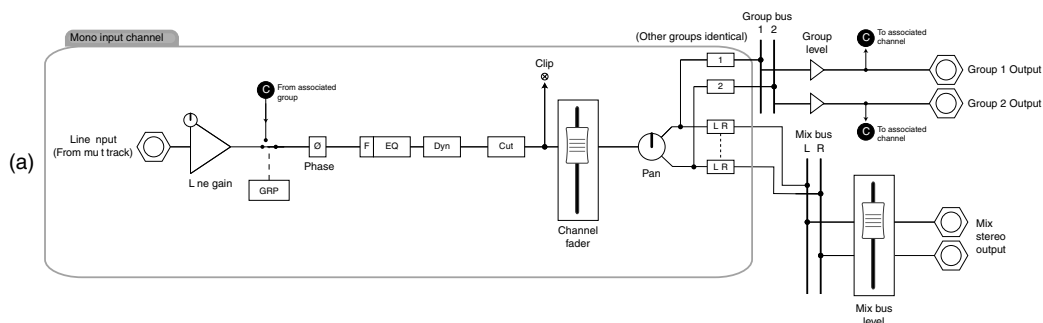 Group bus
Mono input channel
(Other groups identical)
1 2
Group
level
C
To associated
channel
Clip
1
Group 1 Output
C
From associated
group
2
Group 2 Output
C
To associated
channel
Line nput
(From mu t track)
L R
Mix bus
L R
(a)
Ø
F EQ
Dyn
Cut
Phase
L ne gain
GRP
Pan
L R
Channel
fader
Mix
stereo
output
Mix bus
level